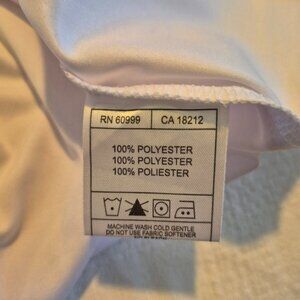 RN 60999 CA 18212
100% POLYESTER
100% POLYESTER
100% POLIESTER
MACHINE WASH COLD GENTLE
DO NOT USE FABRIC SOFTENER